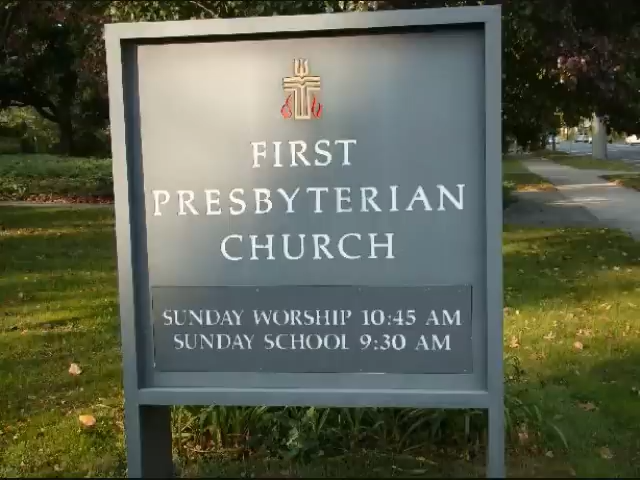 FIRST
PRESBYTERIAN
CHURCH
SUNDAY WORSHIP 10:45 AM
SUNDAY SCHOOL 9:30 AM